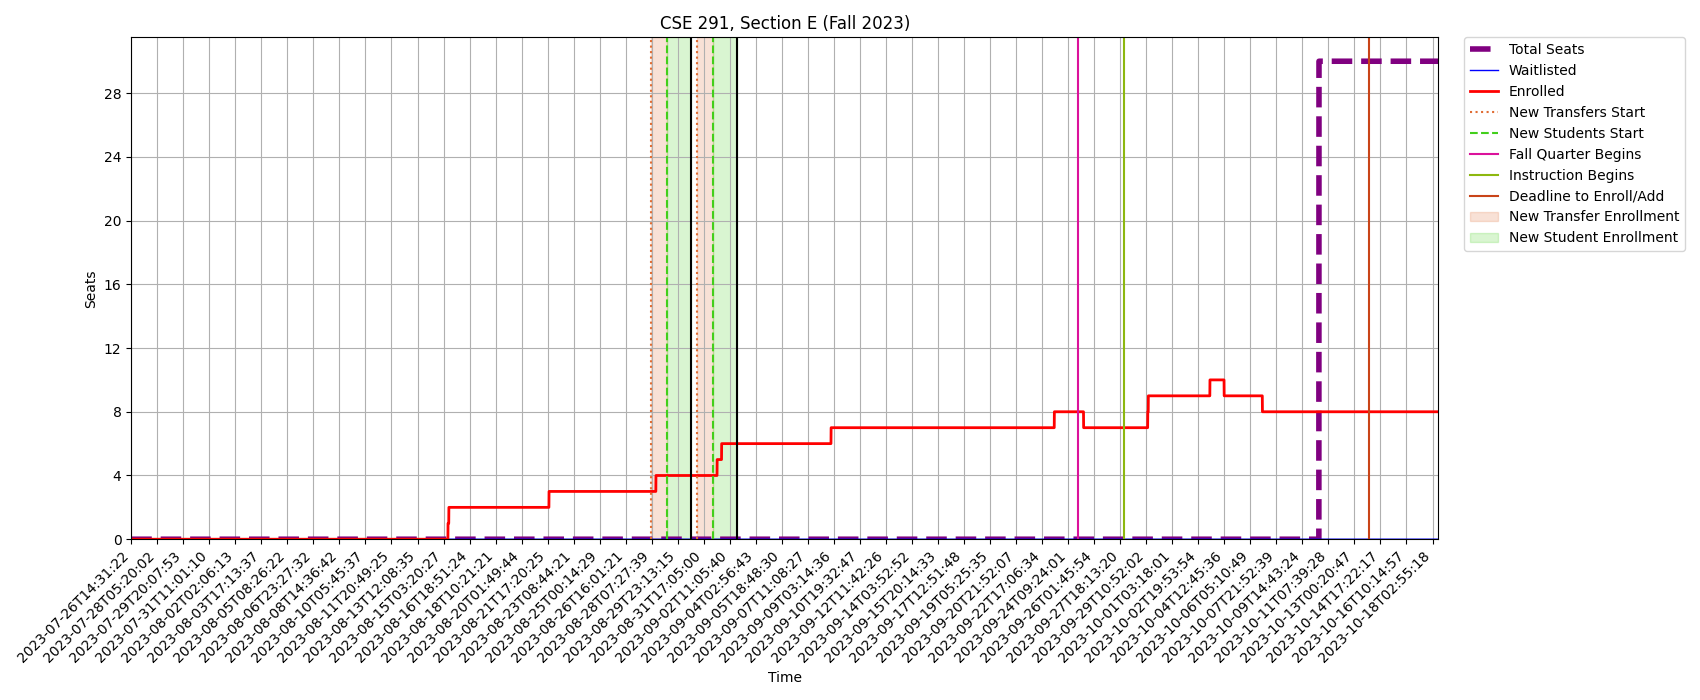 CSE 291, Section E (Fall 2023)
Total Seats
Waitlisted
Enrolled
New Transfers Start
New Students Start
Fall Quarter Begins
Instruction Begins
Deadline to Enroll/Add
New Transfer Enrollment
New Student Enrollment
28
24
20
16
12
8
4
0
Seats
2023-07-26T14:31:22
2023-07-28T05:20:02
2023-07-29T20:07:53
2023-07-31T11:01:10
2023-08-02T02:06:13
2023-08-03T17:13:37
2023-08-05T08:26:22
2023-08-06T23:27:32
2023-08-08T14:36:42
2023-08-10T05:45:37
2023-08-11T20:49:25
2023-08-13T12:08:35
2023-08-15T03:20:27
2023-08-16T18:51:24
2023-08-18T10:21:21
2023-08-20T01:49:44
2023-08-21T17:20:25
2023-08-23T08:44:21
2023-08-25T00:14:29
2023-08-26T16:01:21
2023-08-28T07:27:39
2023-08-29T23:13:15
2023-08-31T17:05:00
2023-09-02T11:05:40
2023-09-04T02:56:43
2023-09-05T18:48:30
2023-09-07T11:08:27
2023-09-09T03:14:36
2023-09-10T19:32:47
2023-09-12T11:42:26
2023-09-14T03:52:52
2023-09-15T20:14:33
2023-09-17T12:51:48
2023-09-19T05:25:35
2023-09-20T21:52:07
2023-09-22T17:06:34
2023-09-24T09:24:01
2023-09-26T01:45:54
2023-09-27T18:13:20
2023-09-29T10:52:02
2023-10-01T03:18:01
2023-10-02T19:53:54
2023-10-04T12:45:36
2023-10-06T05:10:49
2023-10-07T21:52:39
2023-10-09T14:43:24
2023-10-11T07:39:28
2023-10-13T00:20:47
2023-10-14T17:22:17
2023-10-16T10:14:57
2023-10-18T02:55:18
Time